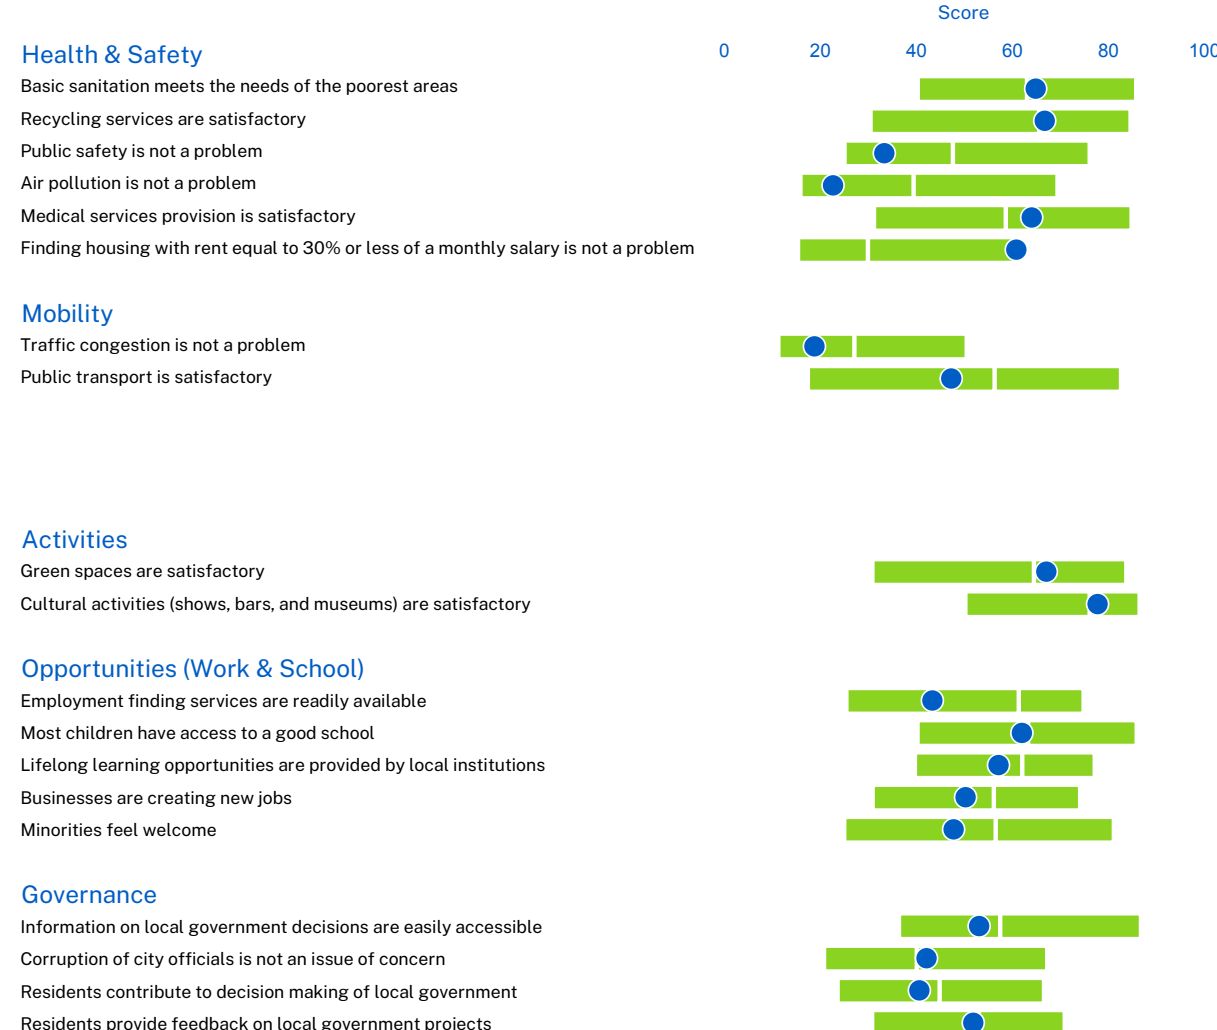 Score
0 20 40 60 80 100
Health & Safety
Basic sanitation meets the needs of the poorest areas
Recycling services are satisfactory
Public safety is not a problem
Air pollution is not a problem
Medical services provision is satisfactory
Finding housing with rent equal to 30% or less of a monthly salary is not a problem
Mobility
Traffic congestion is not a problem
Public transport is satisfactory
Activities
Green spaces are satisfactory
Cultural activities (shows, bars, and museums) are satisfactory
Opportunities (Work & School)
Employment finding services are readily available
Most children have access to a good school
Lifelong learning opportunities are provided by local institutions
Businesses are creating new jobs
Minorities feel welcome
Governance
Information on local government decisions are easily accessible
Corruption of city officials is not an issue of concern
Residents contribute to decision making of local government
Residents provide feedback on local government projects